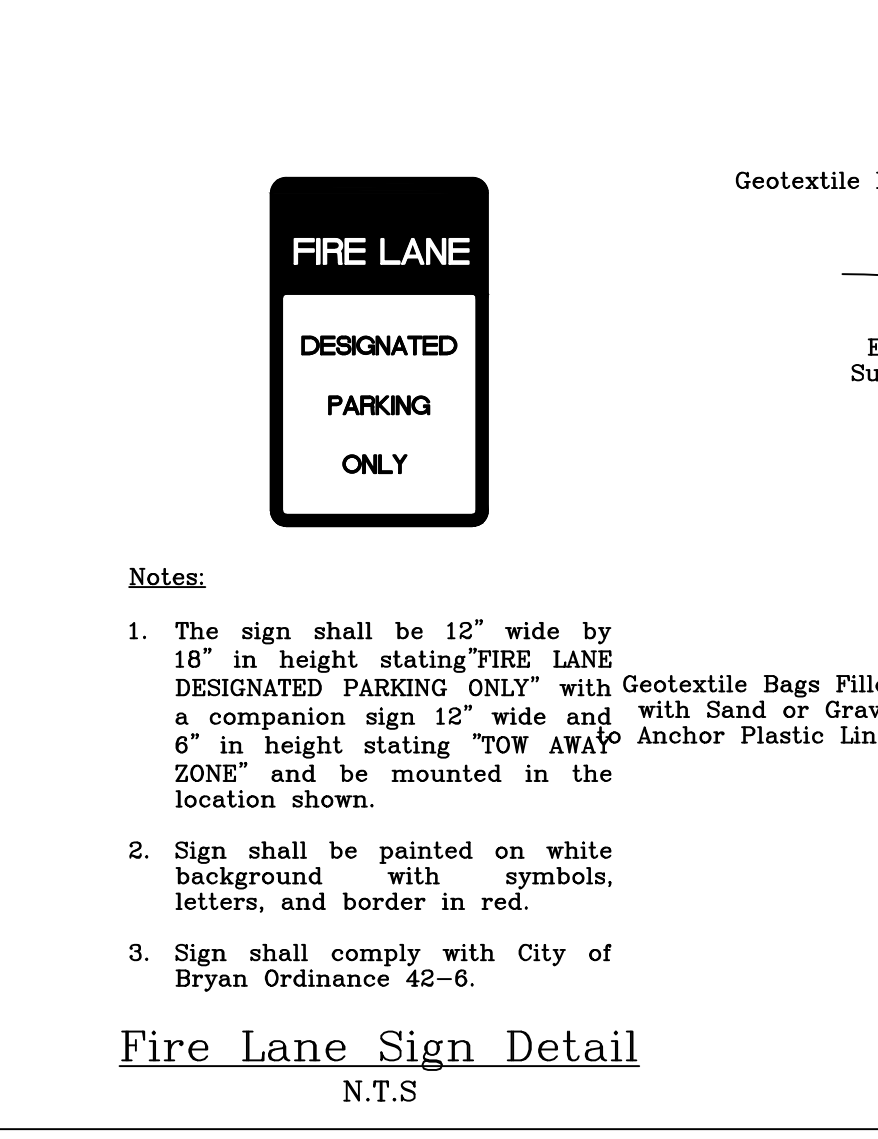 FIRE LANE
DESIGNATED
PARKING
ONLY
Notes:
1. The sign shall be 12" wide by
18" in height stating"FIRE LANE
DESIGNATED PARKING ONLY" with
a companion sign 12" wide and
6" in height stating "TOW AWAY
ZONE" and be mounted in the
location shown.
2. Sign shall be painted on white
background with symbols,
letters, and border in red.
3. Sign shall comply with City of
Bryan Ordinance 42-6.
Fire Lane Sign Detail
N.T.S
Geotextile
Su
Geotextile Bags Fille
with Sand or Grav
to Anchor Plastic Lin